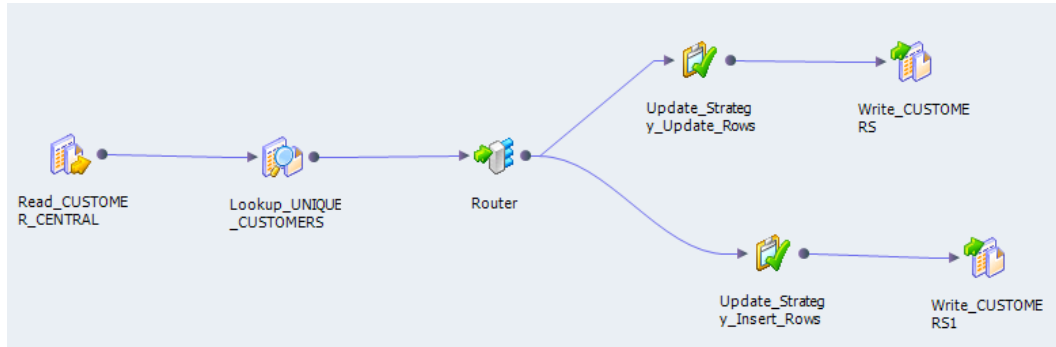 Update_Strateg
y_Update_Rows
Write_CUSTOME
RS
Read_CUSTOME
R_CENTRAL
Lookup_UNIQUE
_CUSTOMERS
Router
Update_Strateg
y_Insert_Rows
Write_CUSTOME
RS1